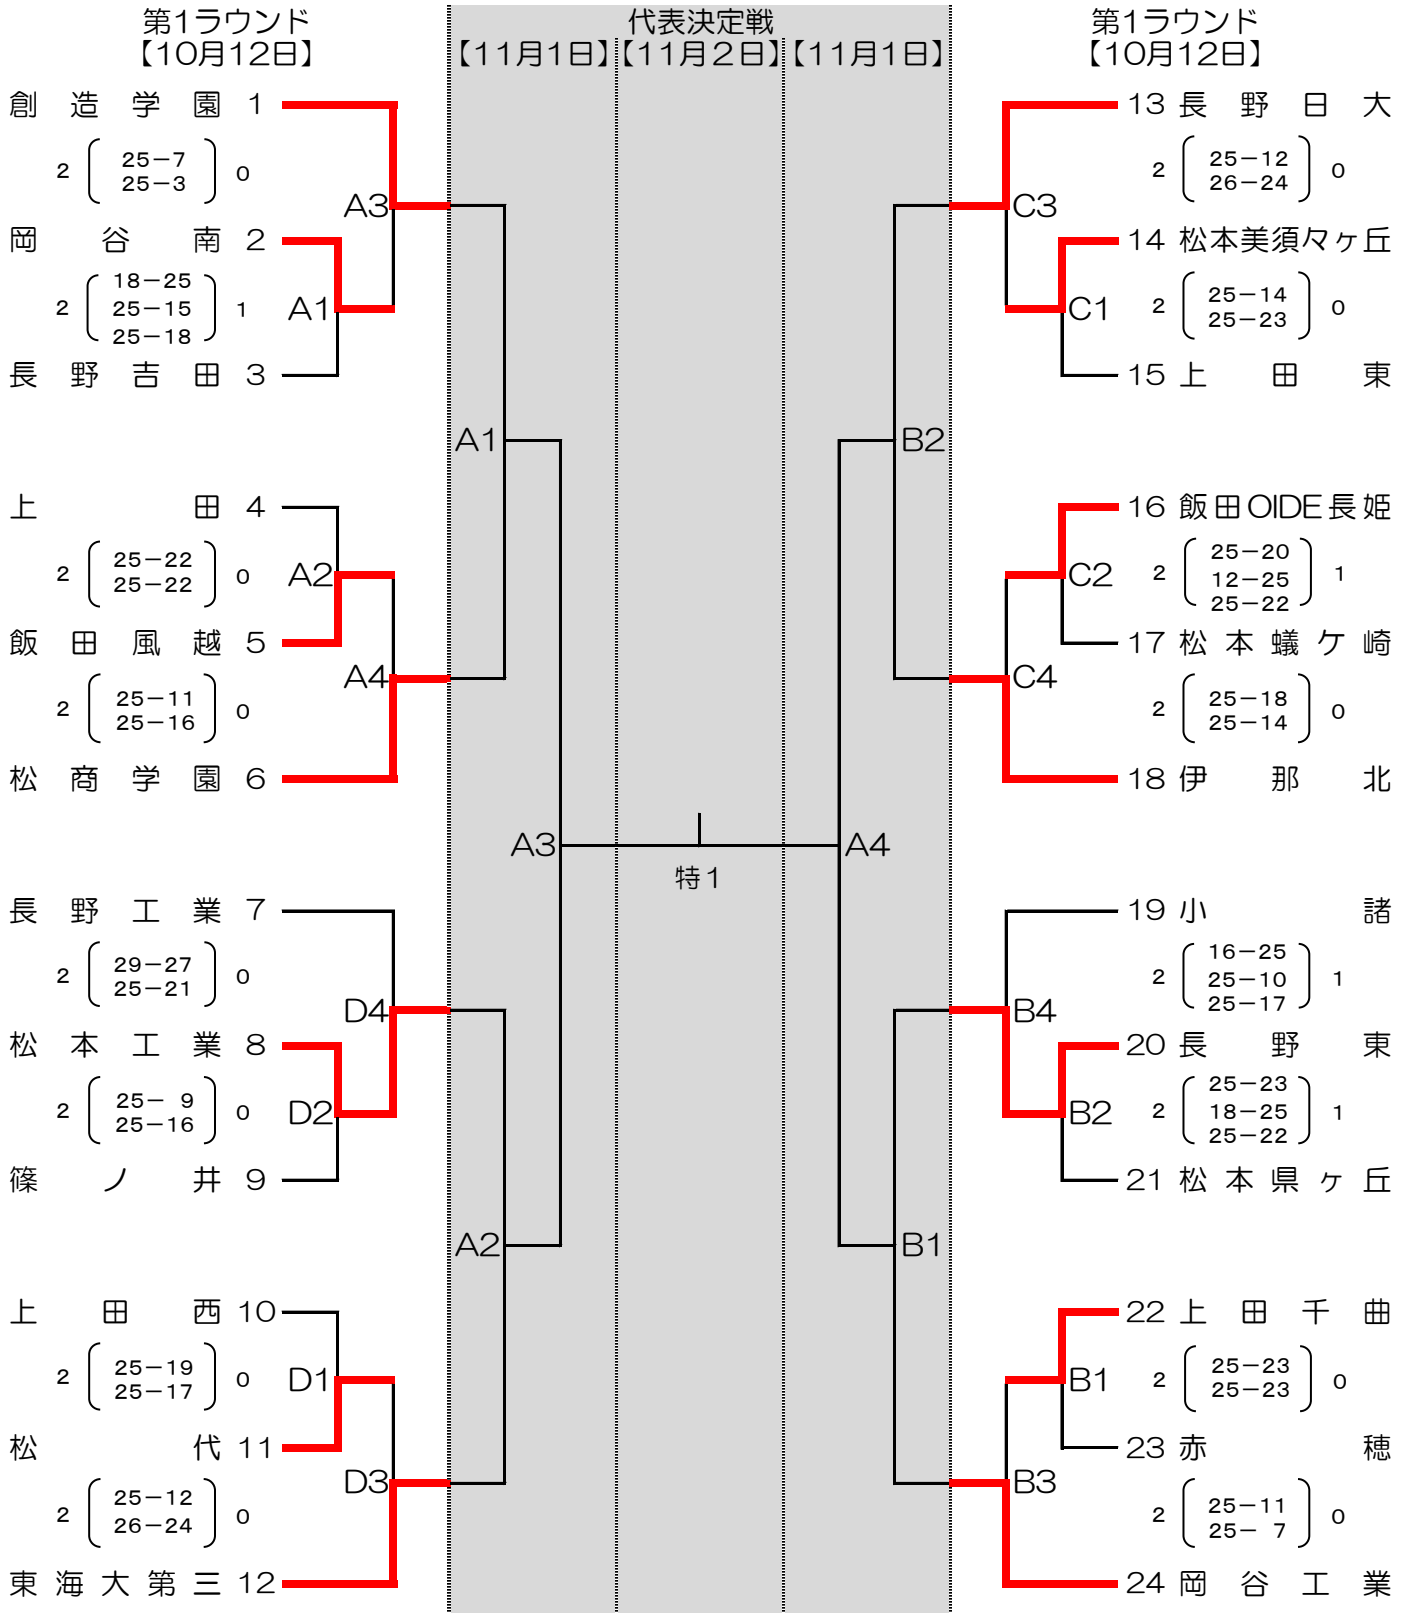 第1ラウンド
【10月12日】
代表決定戦
【11月1日】【11月2日】【11月1日】
第1ラウンド
【10月12日】
創造学園 1
2 25－7 0
25－3
A3
岡谷南 2
18－25
2 25－15 1
25－18
A1
長野吉田 3
A1
上田 4
2 25－22 0
25－22
A2
飯田風越 5
2 25－11 0
25－16
A4
松商学園 6
A3
長野工業 7
2 29－27 0
25－21
D4
松本工業 8
2 25－ 9 0
25－16
D2
篠ノ井 9
A2
上田西 10
2 25－19 0
25－17
D1
松代 11
2 25－12 0
26－24
D3
東海大第三 12
特1
13 長野日大
2 25－12 0
26－24
C3
14 松本美須々ヶ丘
2 25－14 0
25－23
C1
15 上田東
B2
16 飯田OIDE長姫
25－20
2 12－25 1
25－22
C2
17 松本蟻ケ崎
2 25－18 0
25－14
C4
18 伊那北
A4
19 小諸
16－25
2 25－10 1
25－17
B4
20 長野東
25－23
2 18－25 1
25－22
B2
21 松本県ヶ丘
B1
22 上田千曲
2 25－23 0
25－23
B1
23 赤穂
2 25－11 0
25－ 7
B3
24 岡谷工業